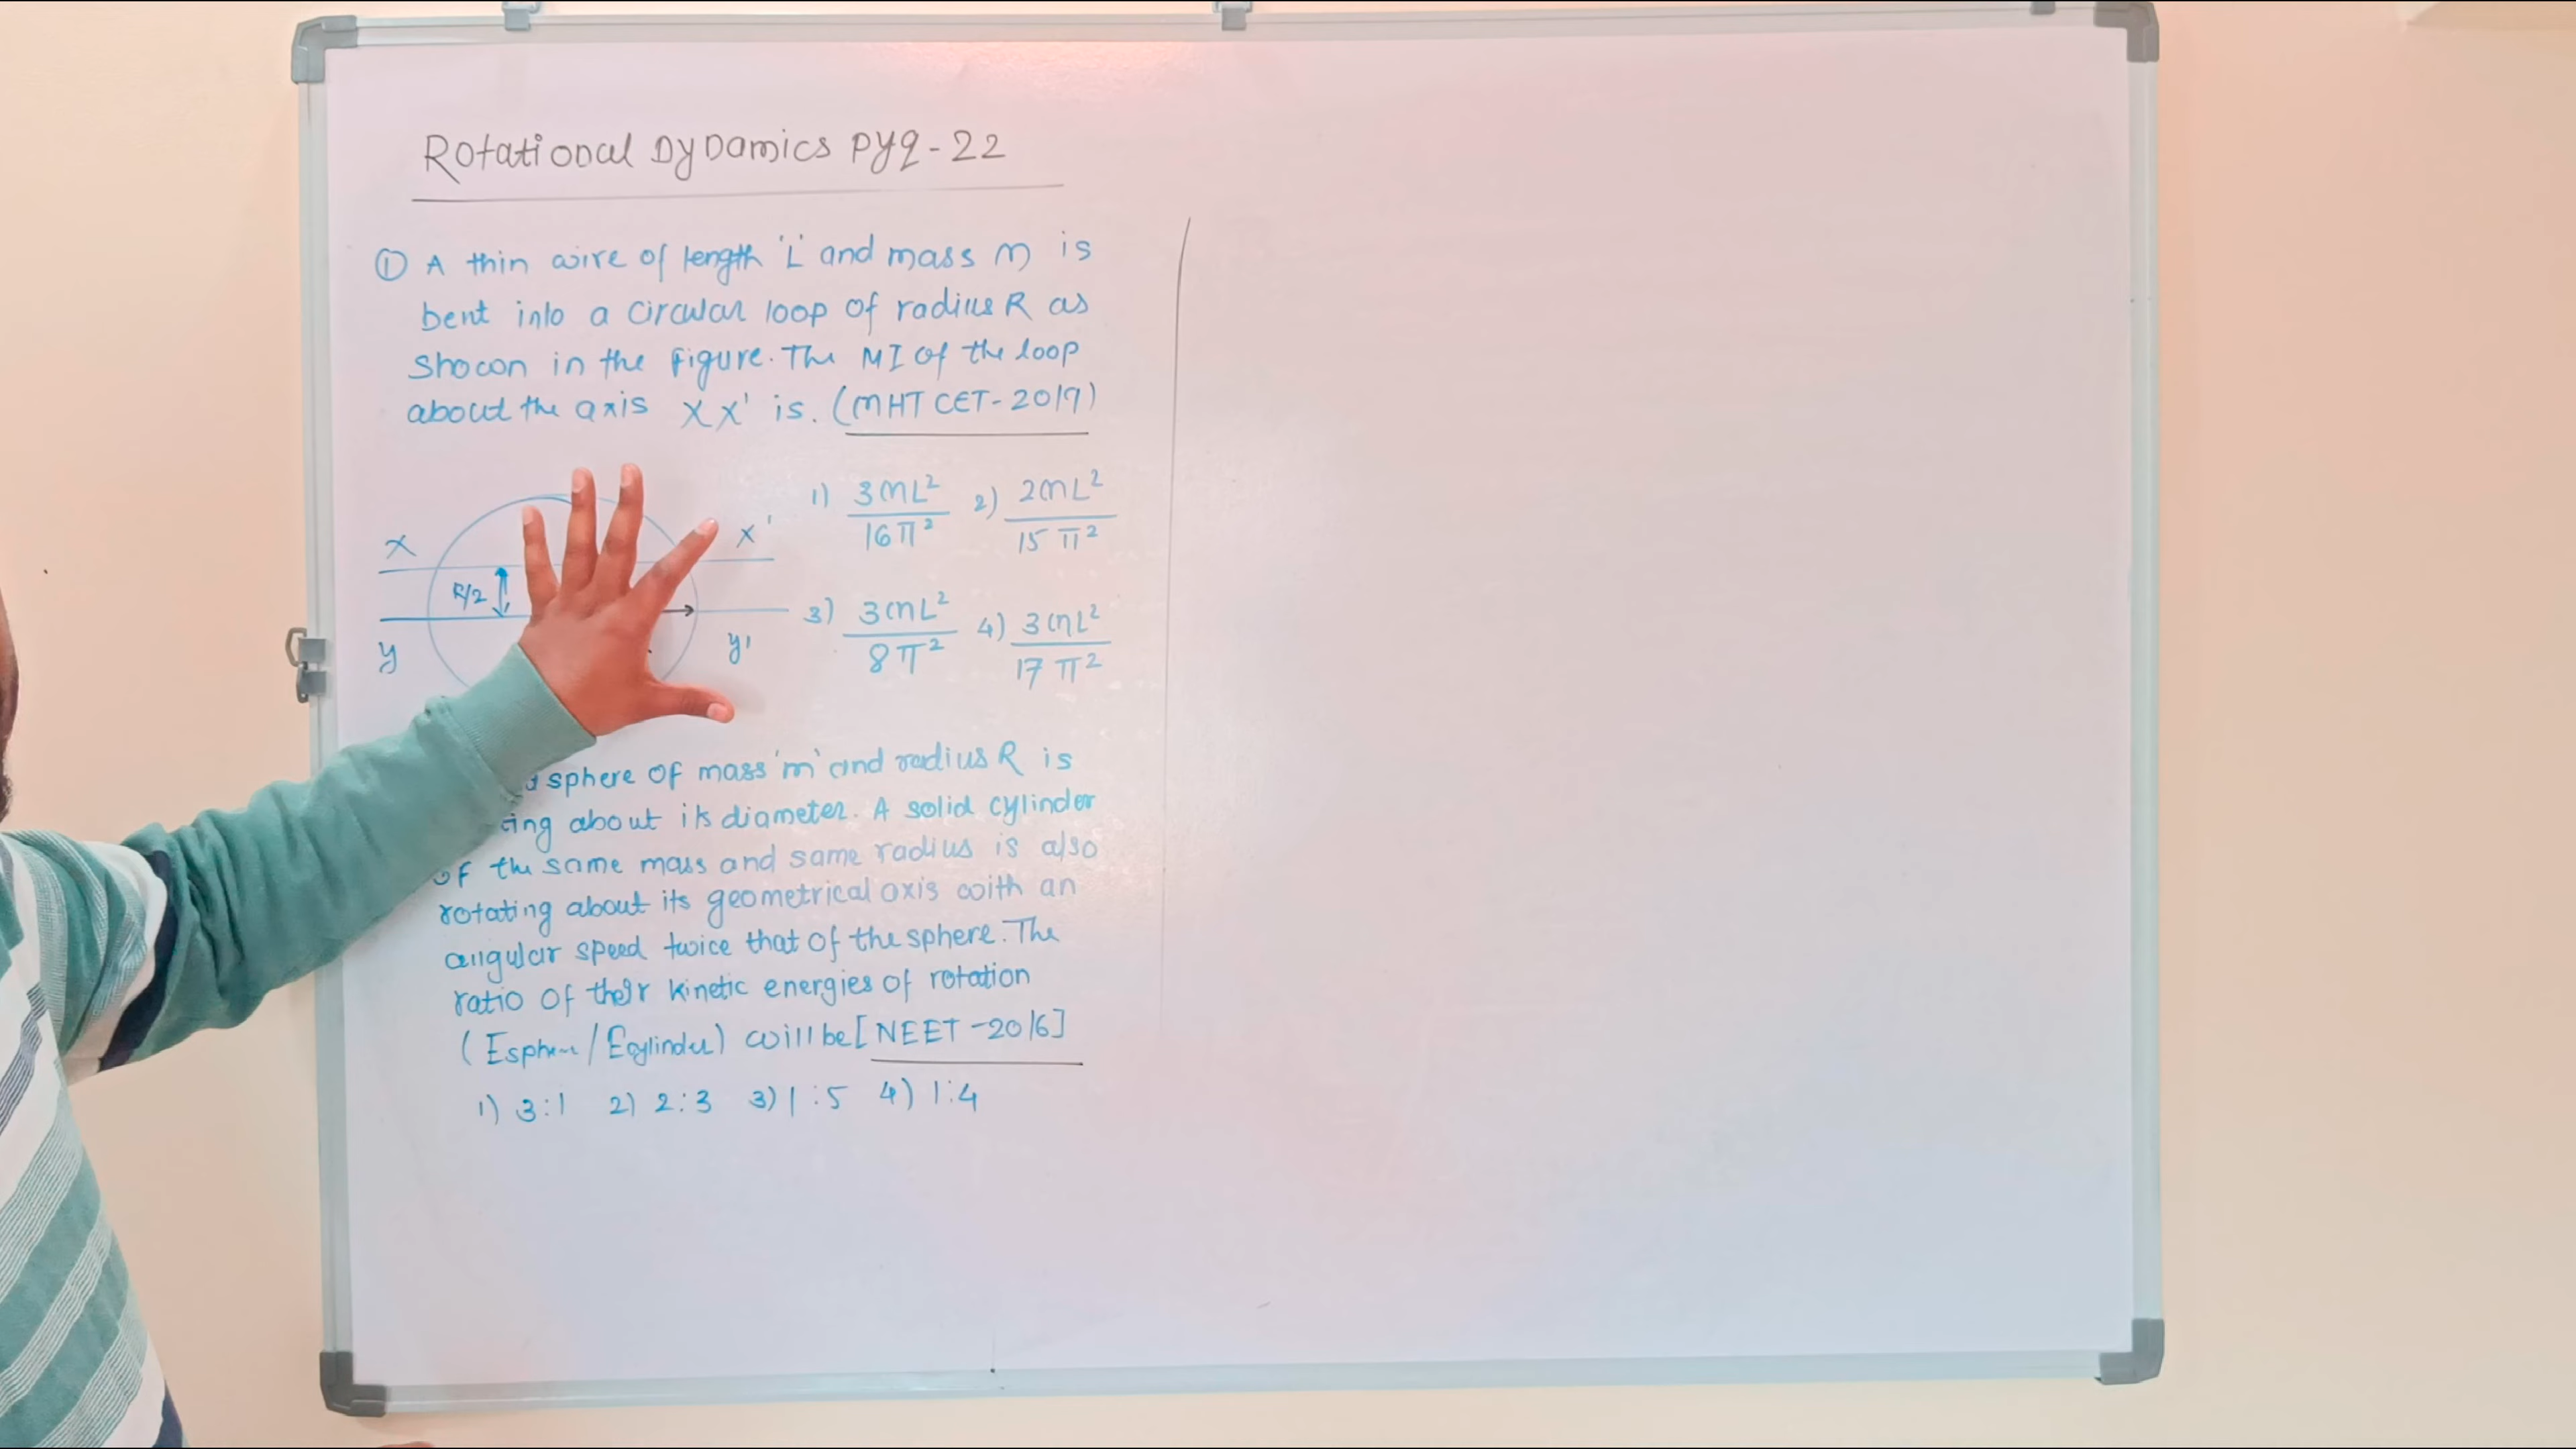 Rotational Dynamics PYQ-22
① A thin wire of length 'L' and mass m is
bent into a circular loop of radius R as
shown in the Figure. The MI of the loop
about the axis XX' is. (MHT CET-2019)
X
X'
R/2
y
y'
1) 3mL²/16π² 2) 2mL²/15π²
3) 3mL²/8π² 4) 3mL²/17π²
sphere of mass 'm' and radius R is
ting about its diameter. A solid cylinder
of the same mass and same radius is also
rotating about its geometrical axis with an
angular speed twice that of the sphere. The
ratio of their kinetic energies of rotation
(Esphere/Ecylinder) will be [NEET-2016]
1) 3:1 2) 2:3 3) 1:5 4) 1:4